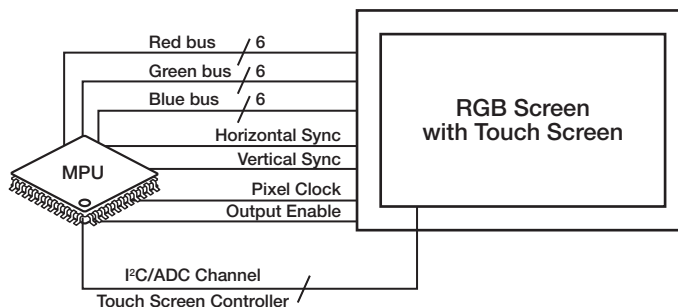 Red bus 6
Green bus 6
Blue bus 6
RGB Screen
with Touch Screen
Horizontal Sync
MPU
Vertical Sync
Pixel Clock
Output Enable
I²C/ADC Channel
Touch Screen Controller